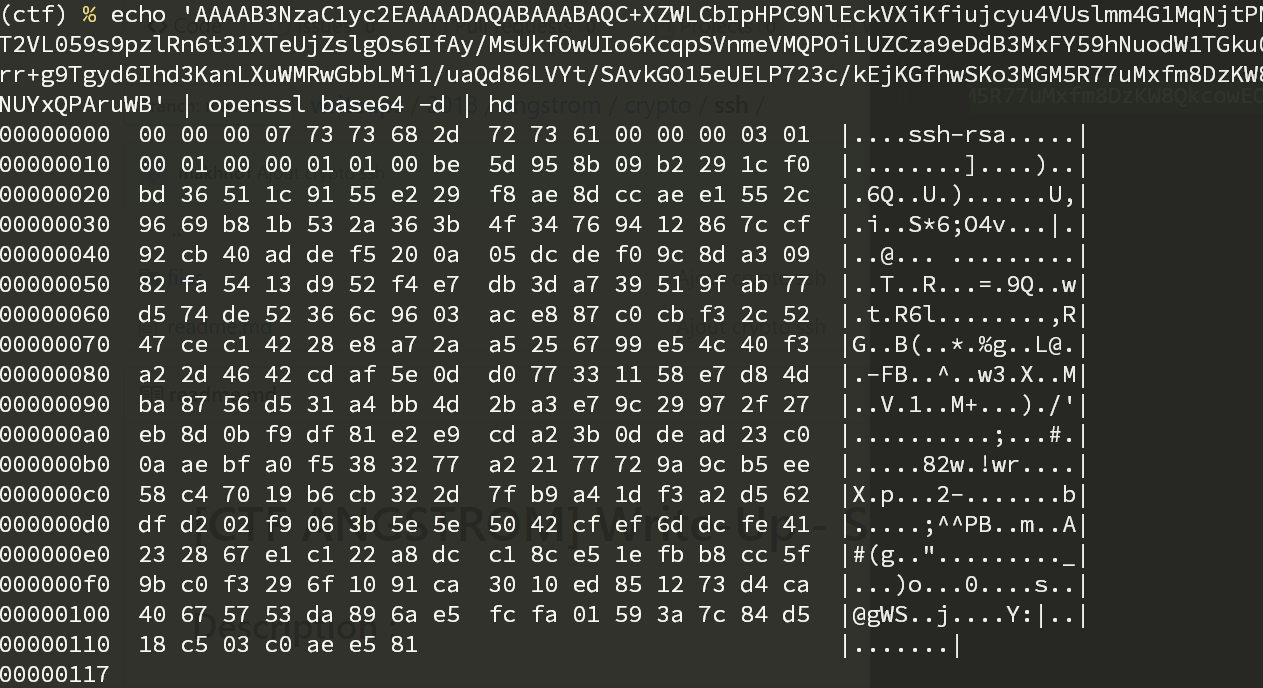 (ctf) % echo 'AAAAB3NzaC1yc2EAAAADAQABAAABAQC+XZWLCbIpHPC9NlEckVXiKfiujcyu4VUslmm4G1MqNjtPN
T2VL059s9pzlRn6t31XTeUjZslgOs6IfAy/MsUkfOwUIo6KcqpSVnmeVMQPOiLUZCza9eDdB3MxFY59hNuodW1TGku
rr+g9Tgyd6Ihd3KanLXuWMRwGbbLMi1/uaQd86LVYt/SAvkGO15eUELP723c/kEjKGfhwSKo3MGM5R77uMxfm8DzKW8
NUYxQPAruWB' | openssl base64 -d | hd
00000000 00 00 00 07 73 73 68 2d 72 73 61 00 00 00 03 01 |....ssh-rsa.....|
00000010 00 01 00 00 01 01 00 be 5d 95 8b 09 b2 29 1c f0 |........]....)..|
00000020 bd 36 51 1c 91 55 e2 29 f8 ae 8d cc ae e1 55 2c |.6Q..U.)......U,|
00000030 96 69 b8 1b 53 2a 36 3b 4f 34 76 94 12 86 7c cf |.i..S*6;O4v...|.|
00000040 92 cb 40 ad de f5 20 0a 05 dc de f0 9c 8d a3 09 |..@... .........|
00000050 82 fa 54 13 d9 52 f4 e7 db 3d a7 39 51 9f ab 77 |..T..R...=.9Q..w|
00000060 d5 74 de 52 36 6c 96 03 ac e8 87 c0 cb f3 2c 52 |.t.R6l........,R|
00000070 47 ce c1 42 28 e8 a7 2a a5 25 67 99 e5 4c 40 f3 |G..B(..*.%g..L@.|
00000080 a2 2d 46 42 cd af 5e 0d d0 77 33 11 58 e7 d8 4d |.-FB..^..w3.X..M|
00000090 ba 87 56 d5 31 a4 bb 4d 2b a3 e7 9c 29 97 2f 27 |..V.1..M+...)./'|
000000a0 eb 8d 0b f9 df 81 e2 e9 cd a2 3b 0d de ad 23 c0 |..........;...#.|
000000b0 0a ae bf a0 f5 38 32 77 a2 21 77 72 9a 9c b5 ee |.....82w.!wr....|
000000c0 58 c4 70 19 b6 cb 32 2d 7f b9 a4 1d f3 a2 d5 62 |X.p...2-.......b|
000000d0 df d2 02 f9 06 3b 5e 5e 50 42 cf ef 6d dc fe 41 |.....;^^PB..m..A|
000000e0 23 28 67 e1 c1 22 a8 dc c1 8c e5 1e fb b8 cc 5f |#(g.."........._|
000000f0 9b c0 f3 29 6f 10 91 ca 30 10 ed 85 12 73 d4 ca |...)o...0....s..|
00000100 40 67 57 53 da 89 6a e5 fc fa 01 59 3a 7c 84 d5 |@gWS..j....Y:|..|
00000110 18 c5 03 c0 ae e5 81 |.......|
00000117
[CTF ANGSTROM] Write-Up - S
Description :